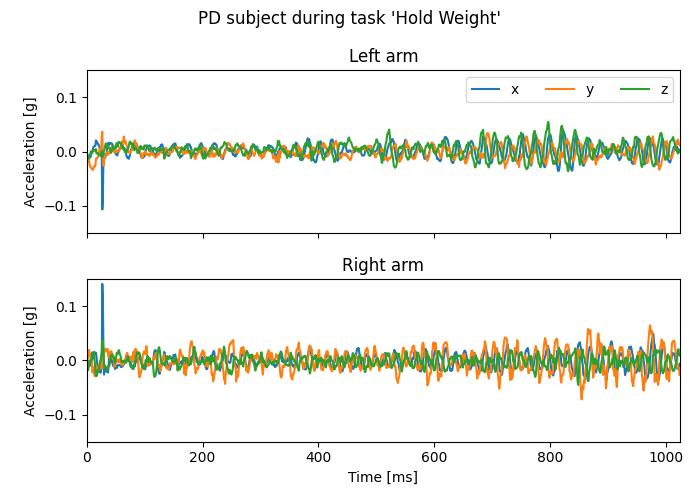 PD subject during task 'Hold Weight'
Left arm
Acceleration [g]
0.1
0.0
−0.1
x y z
Right arm
Acceleration [g]
0.1
0.0
−0.1
0 200 400 600 800 1000
Time [ms]